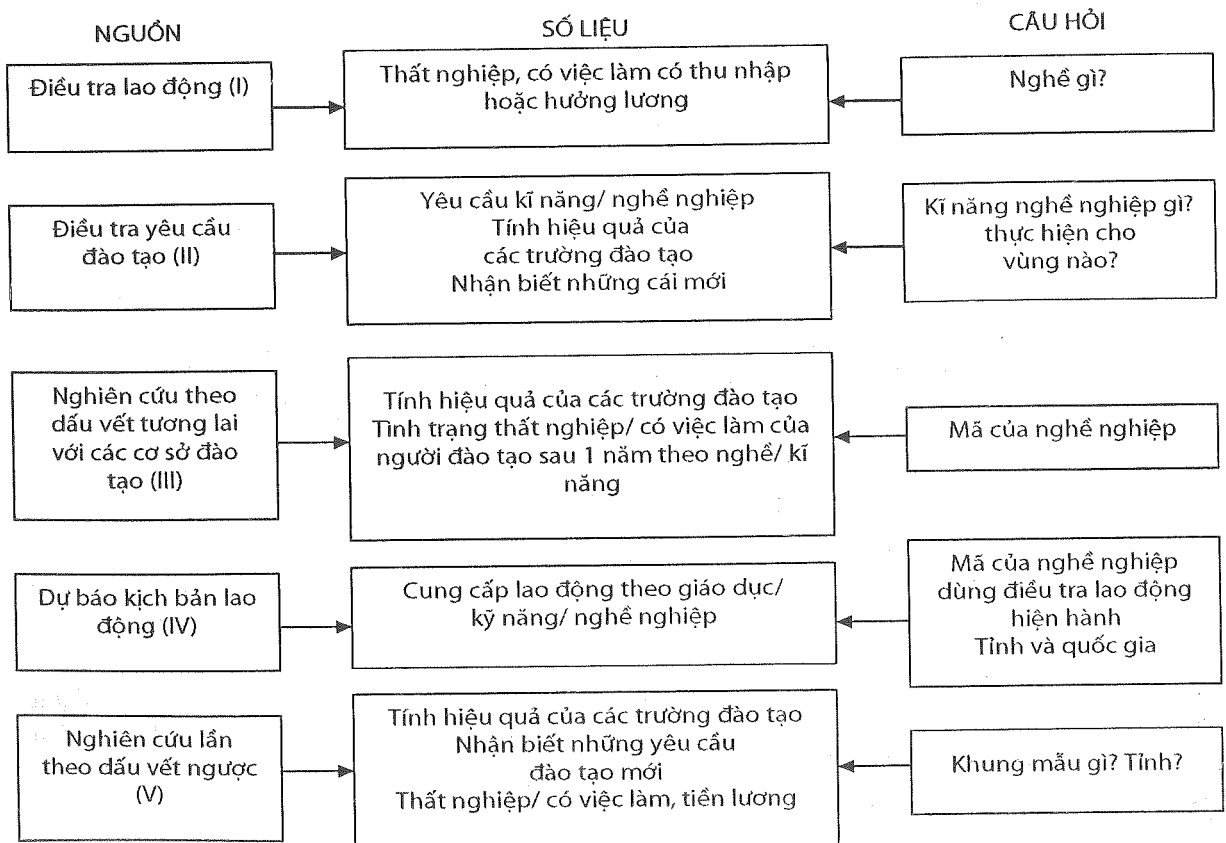 NGUỒN
SỐ LIỆU
CÂU HỎI
Điều tra lao động (I)
Thất nghiệp, có việc làm có thu nhập
hoặc hưởng lương
Nghề gì?
Điều tra yêu cầu
đào tạo (II)
Yêu cầu kĩ năng/ nghề nghiệp
Tính hiệu quả của
các trường đào tạo
Nhận biết những cái mới
Kĩ năng nghề nghiệp gì?
thực hiện cho
vùng nào?
Nghiên cứu theo
dấu vết tương lai
với các cơ sở đào
tạo (III)
Tính hiệu quả của các trường đào tạo
Tình trạng thất nghiệp/ có việc làm của
người đào tạo sau 1 năm theo nghề/ kĩ
năng
Mã của nghề nghiệp
Dự báo kịch bản lao
động (IV)
Cung cấp lao động theo giáo dục/
kỹ năng/ nghề nghiệp
Mã của nghề nghiệp
dùng điều tra lao động
hiện hành
Tỉnh và quốc gia
Nghiên cứu lần
theo dấu vết ngược
(V)
Tính hiệu quả của các trường đào tạo
Nhận biết những yêu cầu
đào tạo mới
Thất nghiệp/ có việc làm, tiền lương
Khung mẫu gì? Tỉnh?